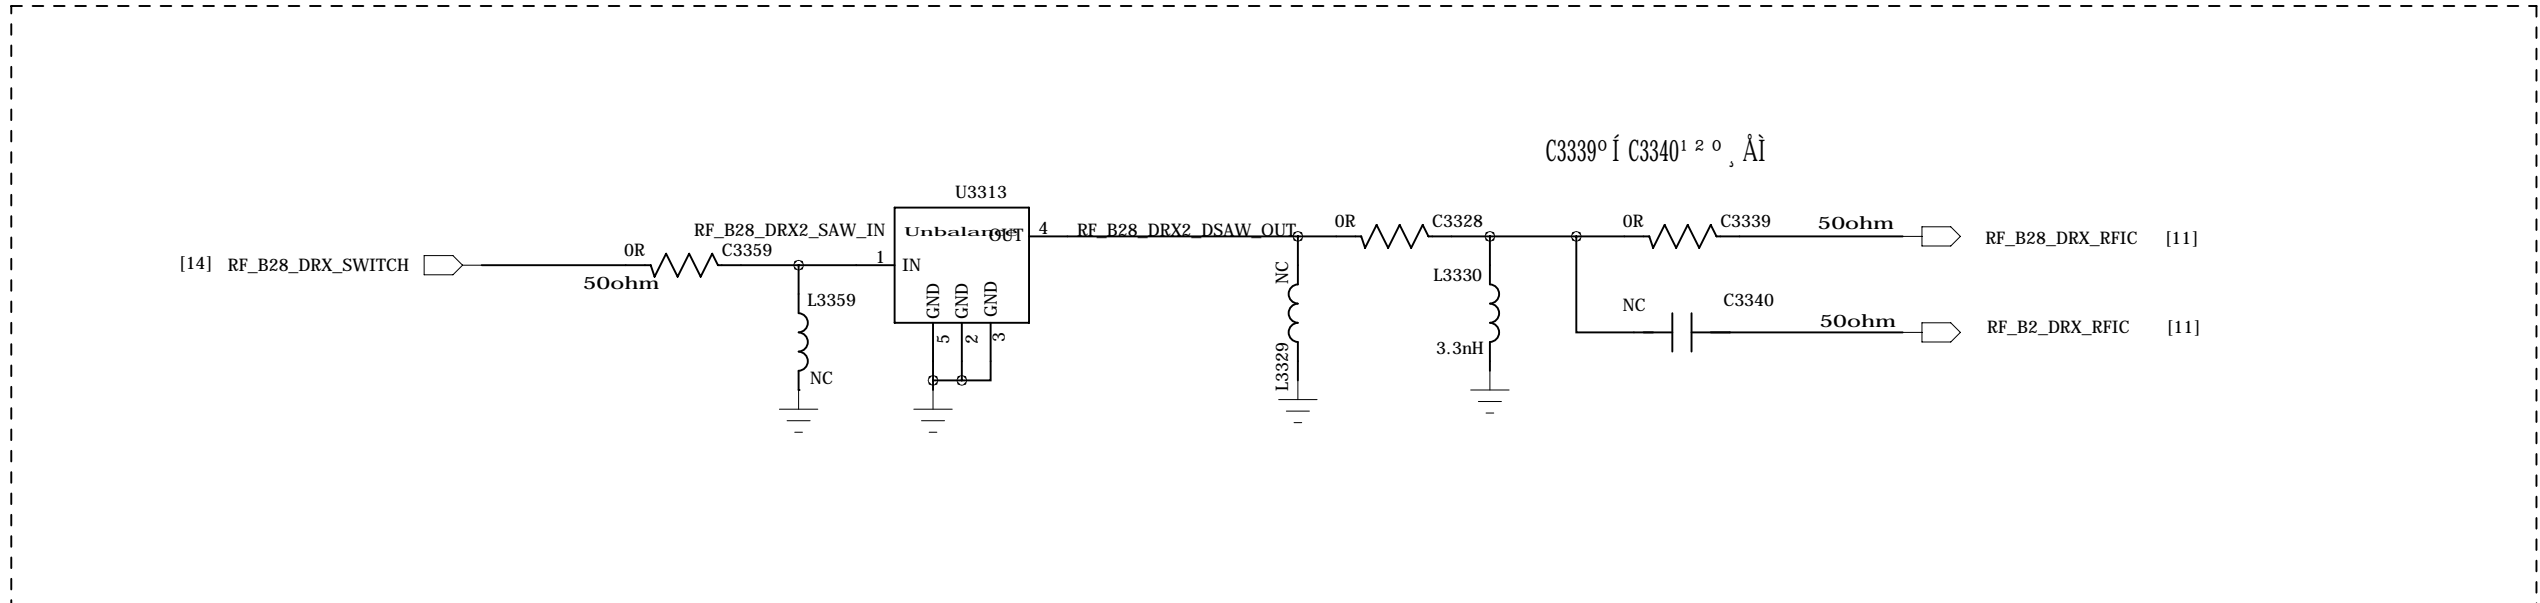 C3339º Í C3340¹ ² º ¸ ÅÌ
U3313
RF_B28_DRX2_SAW_IN
Unbalance
OUT
4
RF_B28_DRX2_DSAW_OUT
0R
C3328
0R
C3339
50ohm
RF_B28_DRX_RFIC [11]
[14] RF_B28_DRX_SWITCH
0R
C3359
50ohm
1
IN
L3359
NC
GND
GND
GND
5
2
3
NC
L3329
L3330
3.3nH
NC
C3340
50ohm
RF_B2_DRX_RFIC [11]